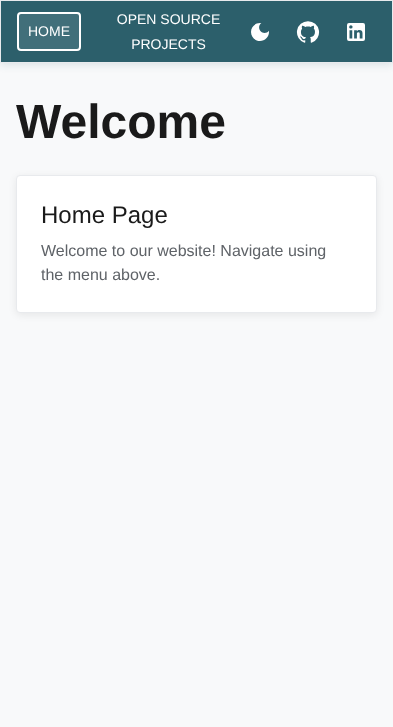 HOME
OPEN SOURCE
PROJECTS
Welcome
Home Page
Welcome to our website! Navigate using
the menu above.